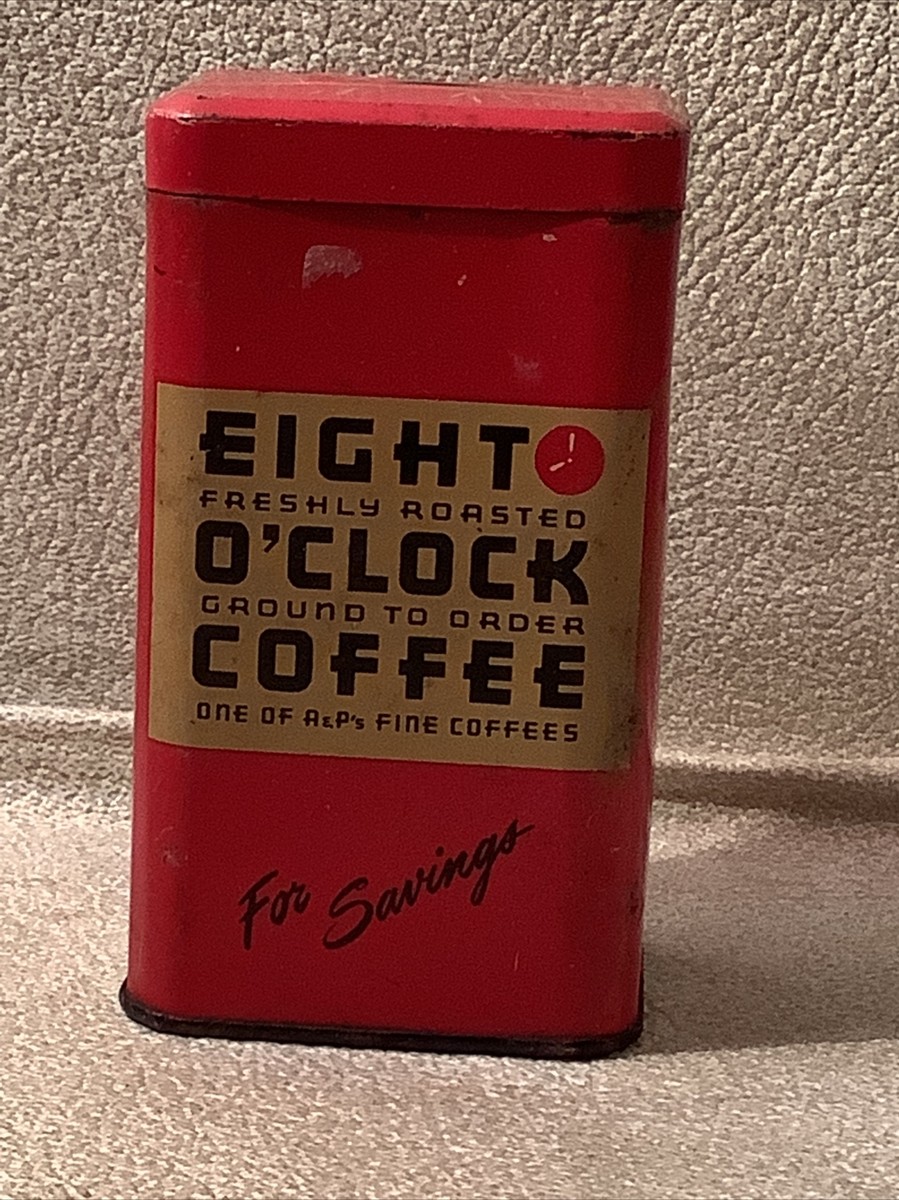 EIGHT
FRESHLY ROASTED
O'CLOCK
GROUND TO ORDER
COFFEE
ONE OF A&P's FINE COFFEES
For Savings